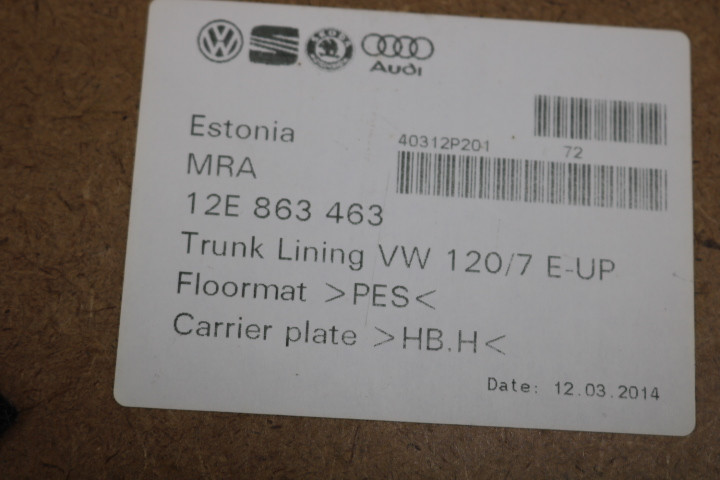 Audi
40312P201 72
Estonia
MRA
12E 863 463
Trunk Lining VW 120/7 E-UP
Floormat >PES<
Carrier plate >HB.H<
Date: 12.03.2014